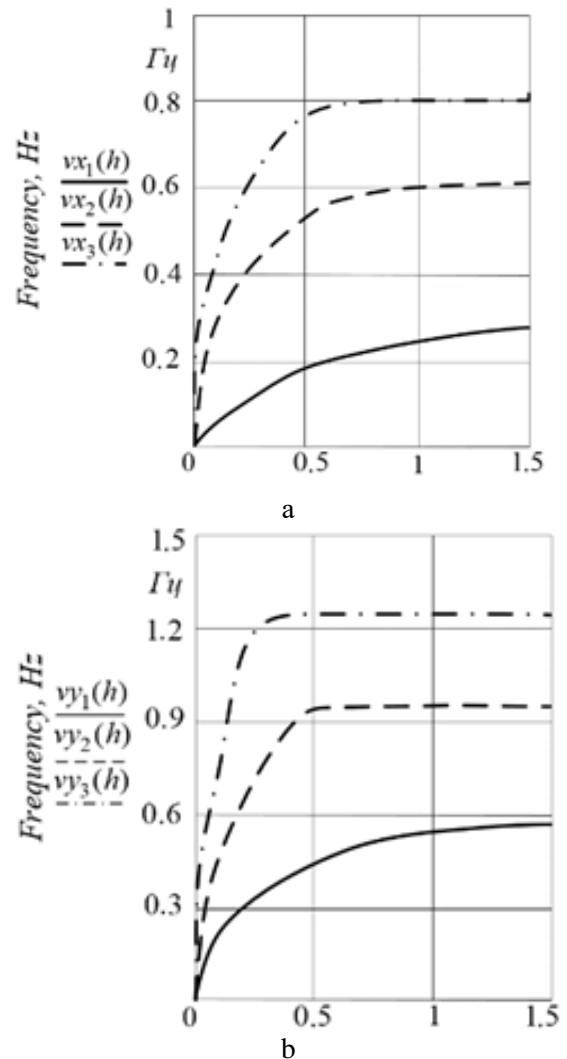 1
Гц
0.8
0.6
0.4
0.2
Frequency, Hz
vx₁(h)
vx₂(h)
vx₃(h)
0 0.5 1 1.5
a
1.5
Гц
1.2
0.9
0.6
0.3
Frequency, Hz
vy₁(h)
vy₂(h)
vy₃(h)
0 0.5 1 1.5
b